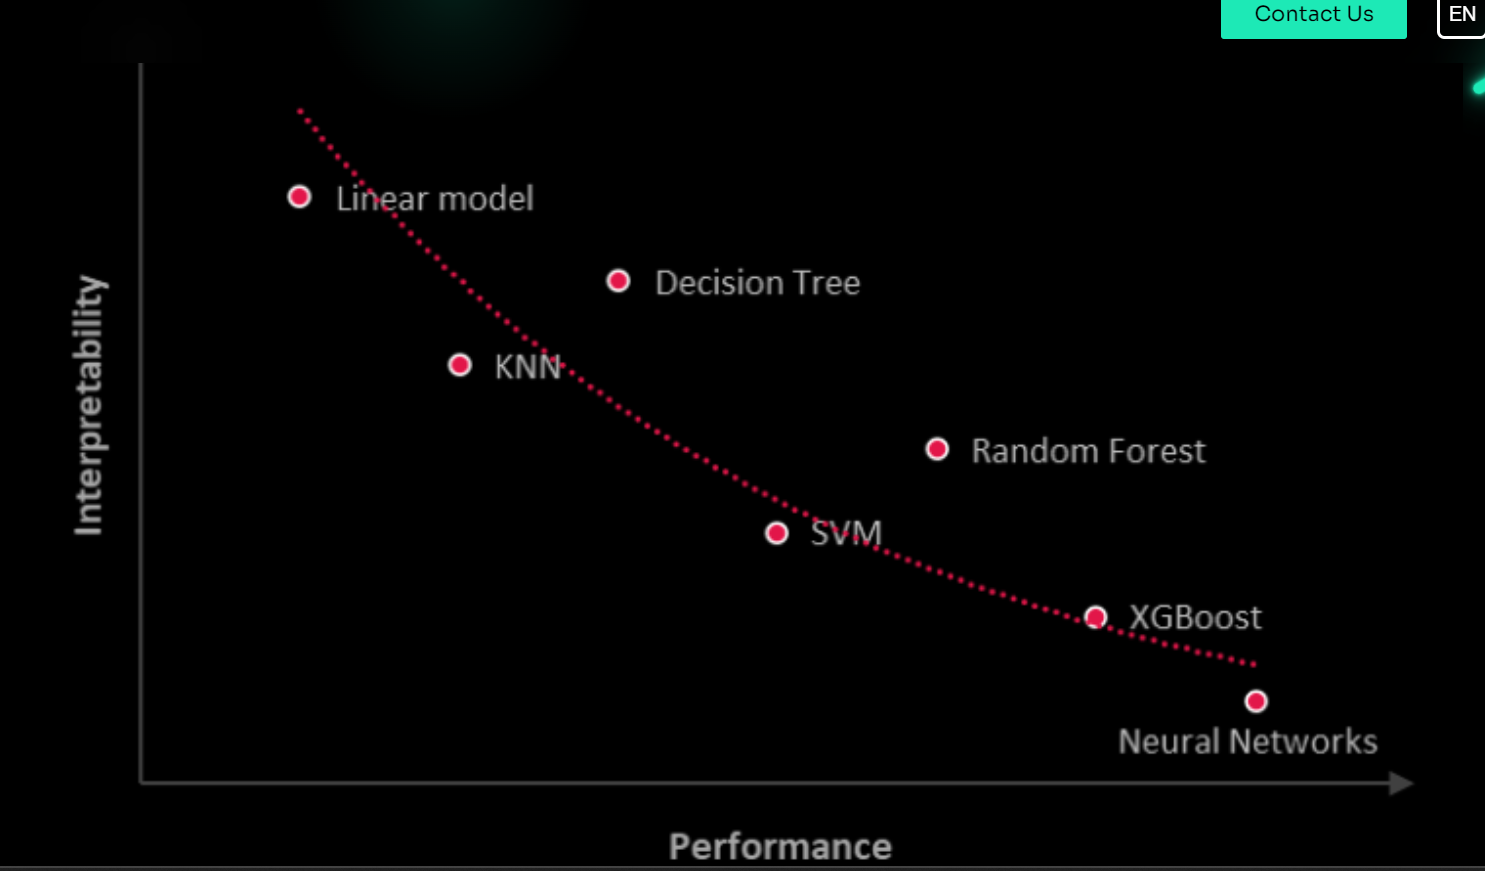 Contact Us
EN
Linear model
Decision Tree
KNN
Random Forest
SVM
XGBoost
Neural Networks
Interpretability
Performance